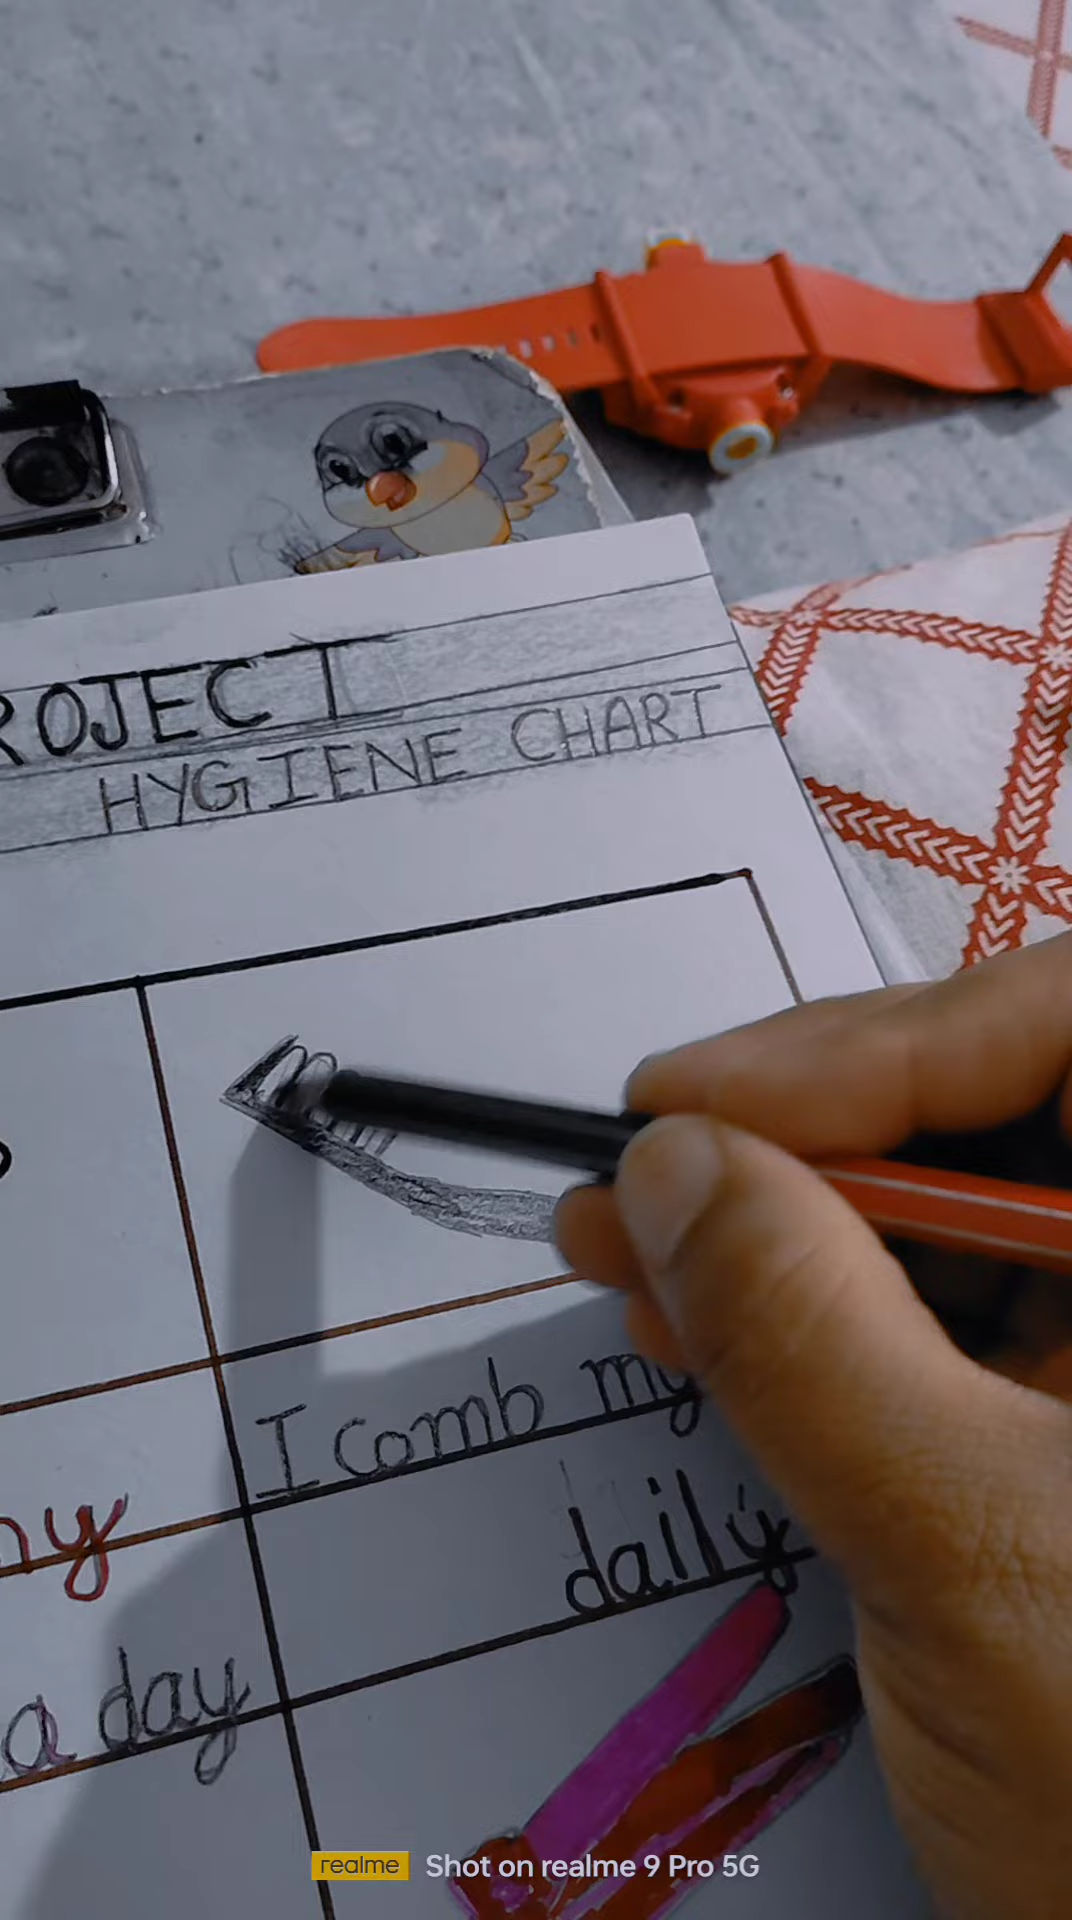 ROJECT
HYGIENE CHART
I comb my
daily
ny
a day
realme Shot on realme 9 Pro 5G